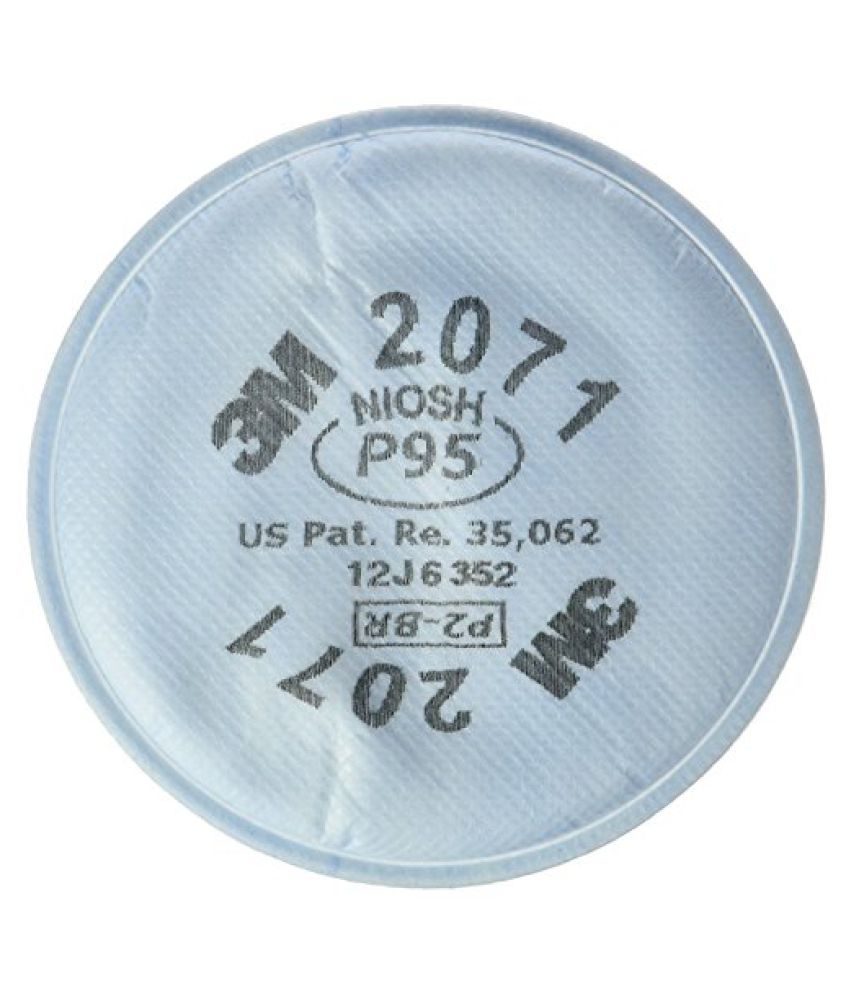 3M 2071
NIOSH
P95
US Pat. Re. 35,062
12J6352
P2-BR
3M 2071